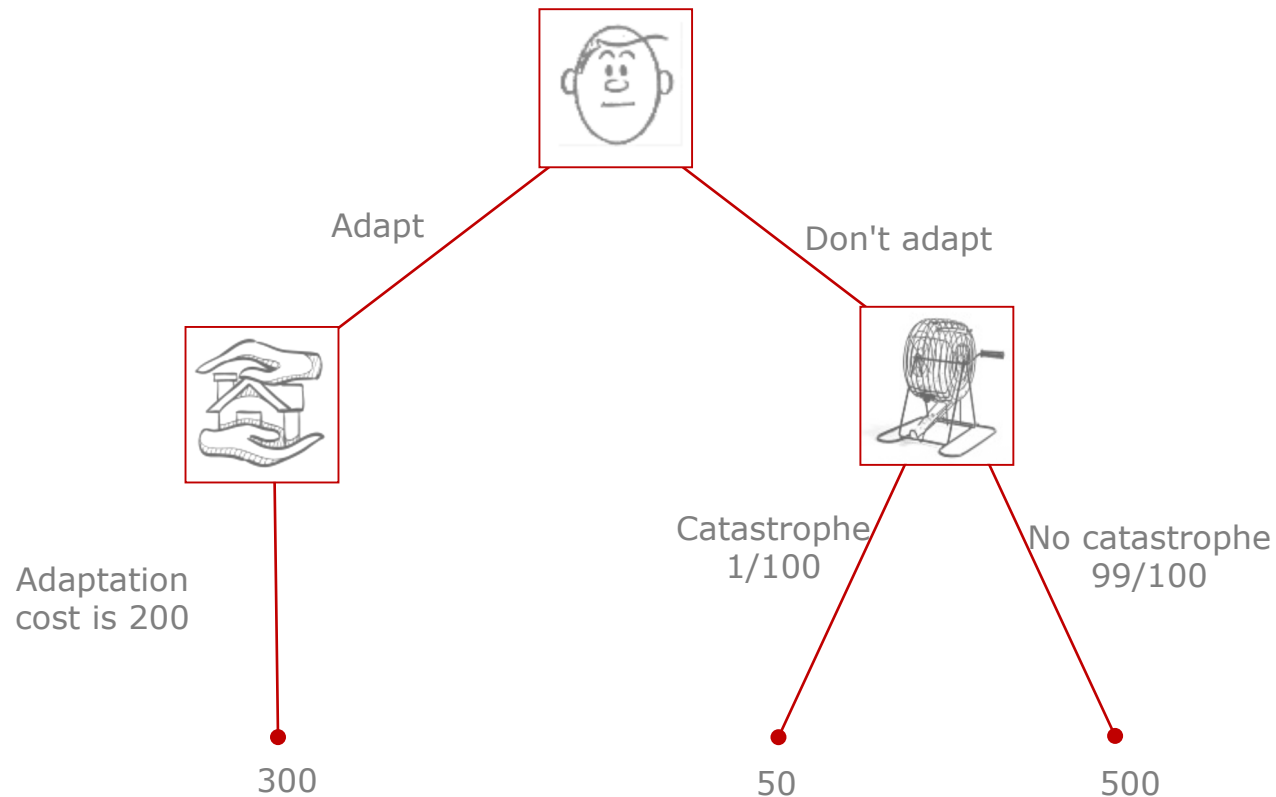 Adapt
Don't adapt
Catastrophe
1/100
No catastrophe
99/100
Adaptation
cost is 200
300
50
500